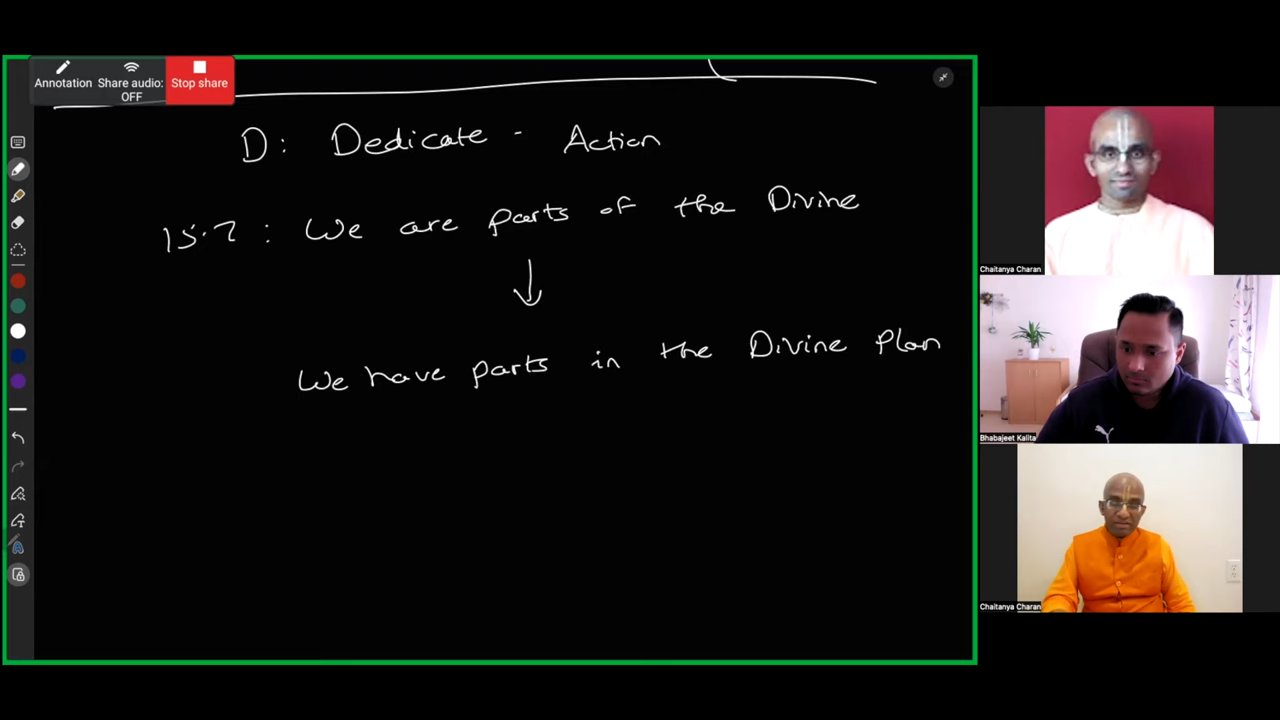 Annotation
Share audio: OFF
Stop share
D: Dedicate - Action
15.7 : We are parts of the Divine
↓
We have parts in the Divine plan
Chaitanya Charan
Bhabajeet Kalita
Chaitanya Charan